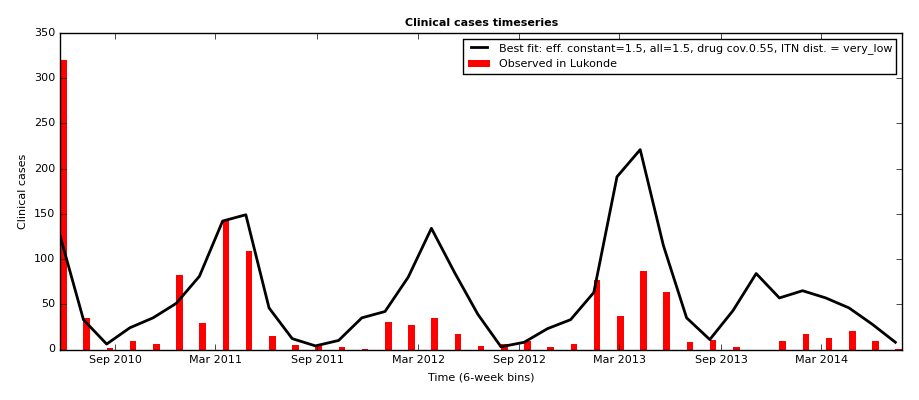 Clinical cases timeseries
350
300
250
200
150
100
50
0
Clinical cases
Best fit: eff. constant=1.5, all=1.5, drug cov.0.55, ITN dist. = very_low
Observed in Lukonde
Sep 2010
Mar 2011
Sep 2011
Mar 2012
Sep 2012
Mar 2013
Sep 2013
Mar 2014
Time (6-week bins)